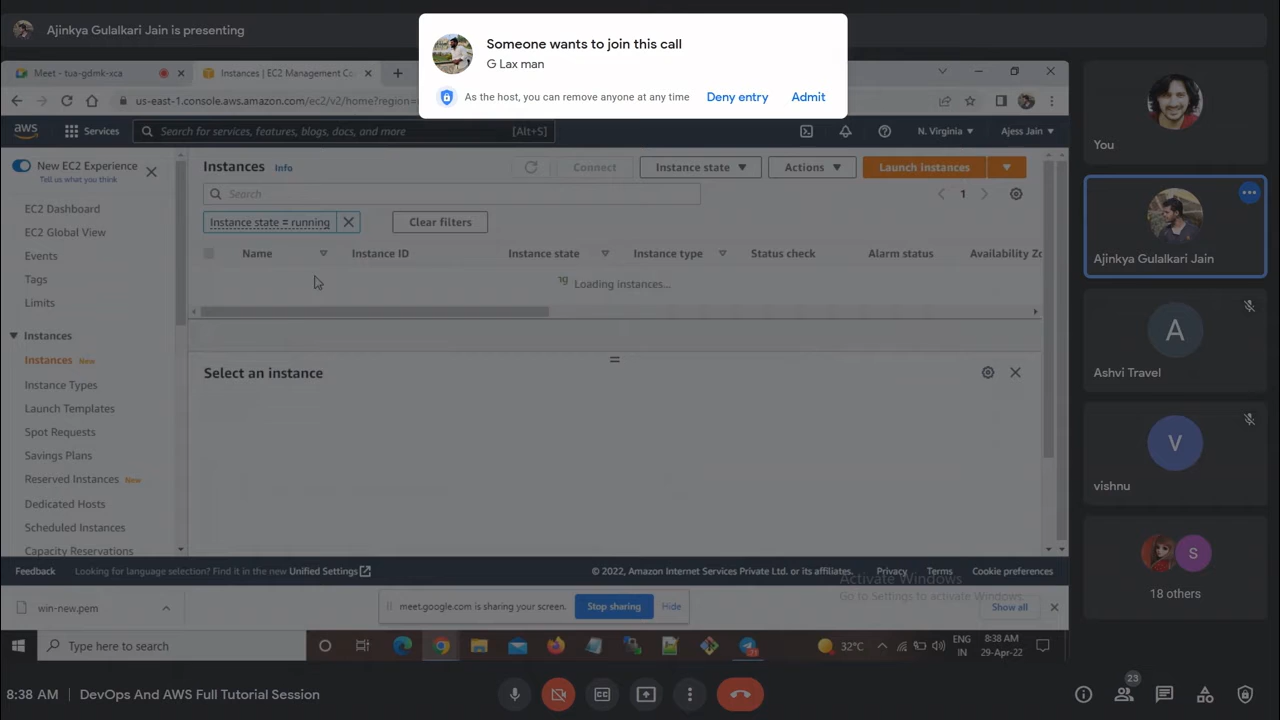 Ajinkya Gulalkari Jain is presenting
Someone wants to join this call
G Lax man
As the host, you can remove anyone at any time
Deny entry
Admit
Meet - tua-gdmk-xca
Instances | EC2 Management Co
us-east-1.console.aws.amazon.com/ec2/v2/home?region=
aws
Services
Search for services, features, blogs, docs, and more
[Alt+S]
N. Virginia
Ajess Jain
New EC2 Experience
Tell us what you think
EC2 Dashboard
EC2 Global View
Events
Tags
Limits
Instances
Instances New
Instance Types
Launch Templates
Spot Requests
Savings Plans
Reserved Instances New
Dedicated Hosts
Scheduled Instances
Capacity Reservations
Instances Info
Connect
Instance state
Actions
Launch instances
Search
1
Instance state = running
Clear filters
Name
Instance ID
Instance state
Instance type
Status check
Alarm status
Availability Zo
Loading instances...
Select an instance
Feedback
Looking for language selection? Find it in the new Unified Settings
© 2022, Amazon Internet Services Private Ltd. or its affiliates.
Privacy
Terms
Cookie preferences
Activate Windows
Go to Settings to activate Windows.
win-new.pem
meet.google.com is sharing your screen.
Stop sharing
Hide
Show all
Type here to search
32°C
ENG
IN
8:38 AM
29-Apr-22
You
Ajinkya Gulalkari Jain
A
Ashvi Travel
V
vishnu
S
18 others
8:38 AM
DevOps And AWS Full Tutorial Session
23